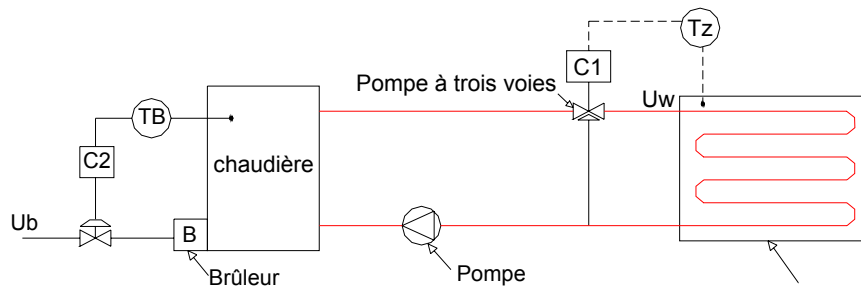 Tz
C1
Pompe à trois voies
Uw
TB
chaudière
C2
Ub
B
Brûleur
Pompe